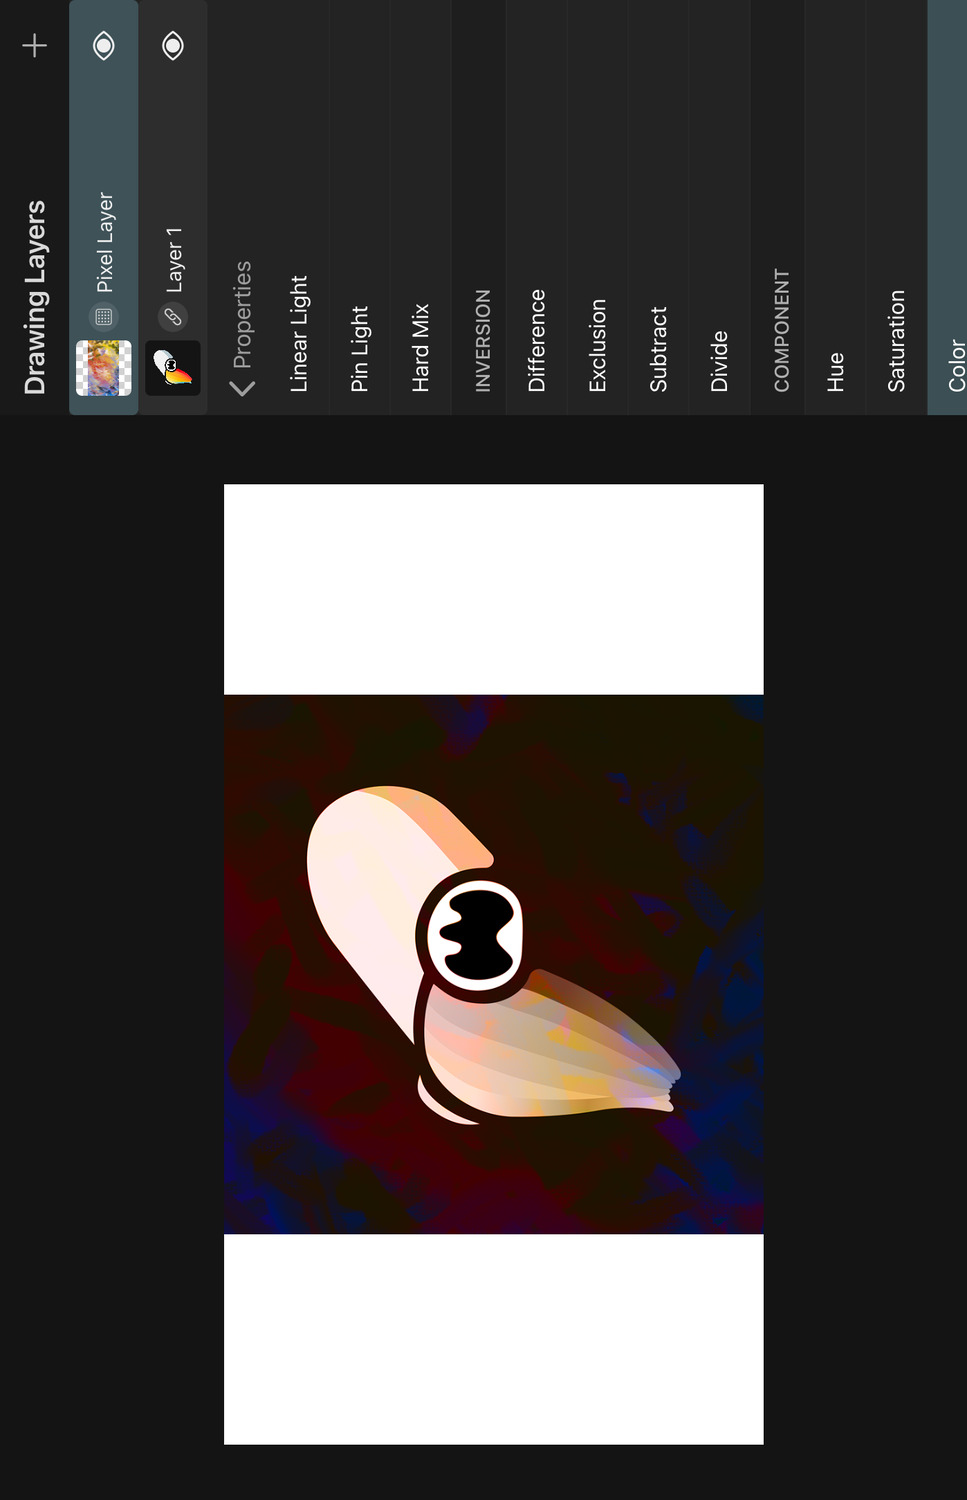 Drawing Layers
Pixel Layer
Layer 1
Properties
Linear Light
Pin Light
Hard Mix
INVERSION
Difference
Exclusion
Subtract
Divide
COMPONENT
Hue
Saturation
Color